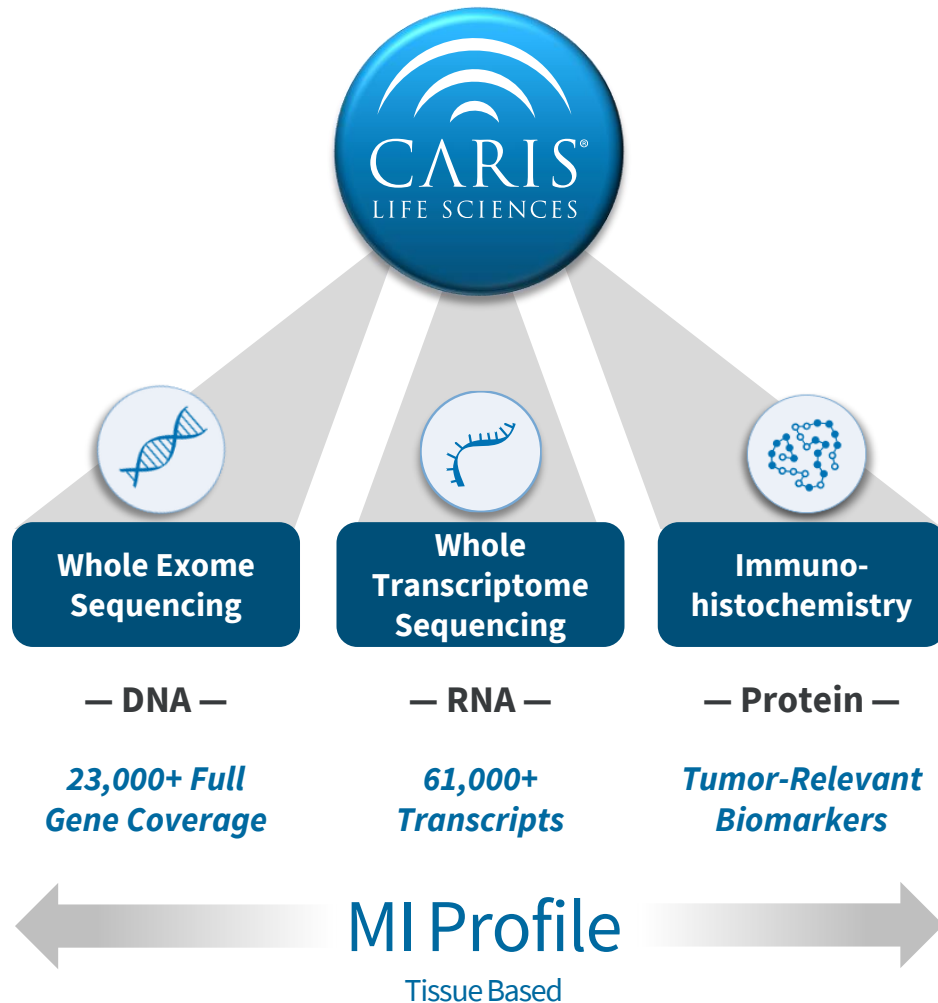 CARIS®
LIFE SCIENCES
Whole Exome
Sequencing
Whole
Transcriptome
Sequencing
Immuno-
histochemistry
— DNA —
— RNA —
— Protein —
23,000+ Full
Gene Coverage
61,000+
Transcripts
Tumor-Relevant
Biomarkers
MI Profile
Tissue Based